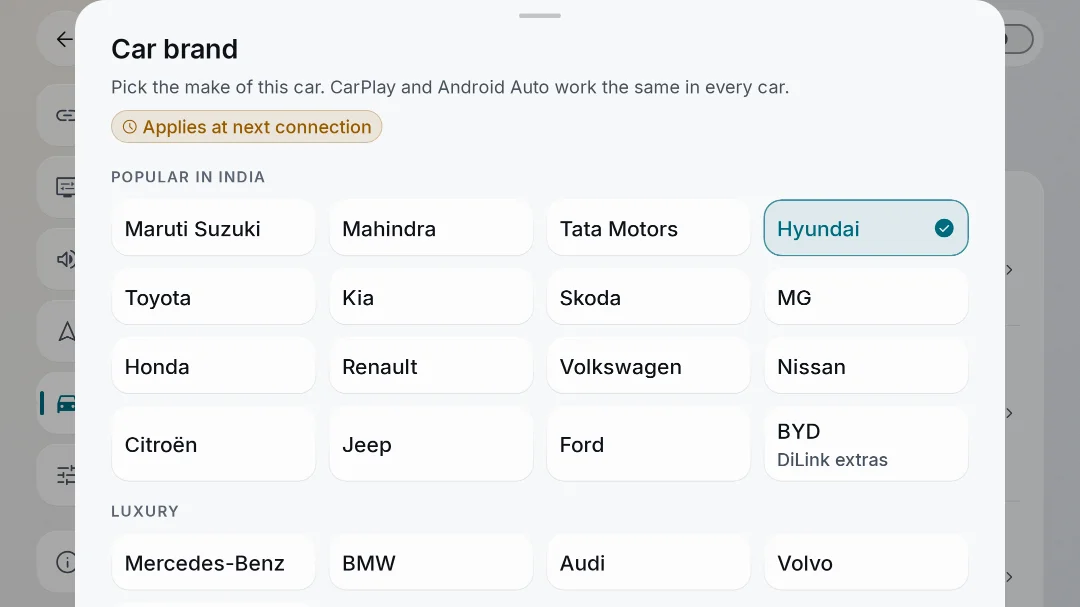 Car brand
Pick the make of this car. CarPlay and Android Auto work the same in every car.
Applies at next connection
POPULAR IN INDIA
Maruti Suzuki
Mahindra
Tata Motors
Hyundai
Toyota
Kia
Skoda
MG
Honda
Renault
Volkswagen
Nissan
Citroën
Jeep
Ford
BYD
DiLink extras
LUXURY
Mercedes-Benz
BMW
Audi
Volvo